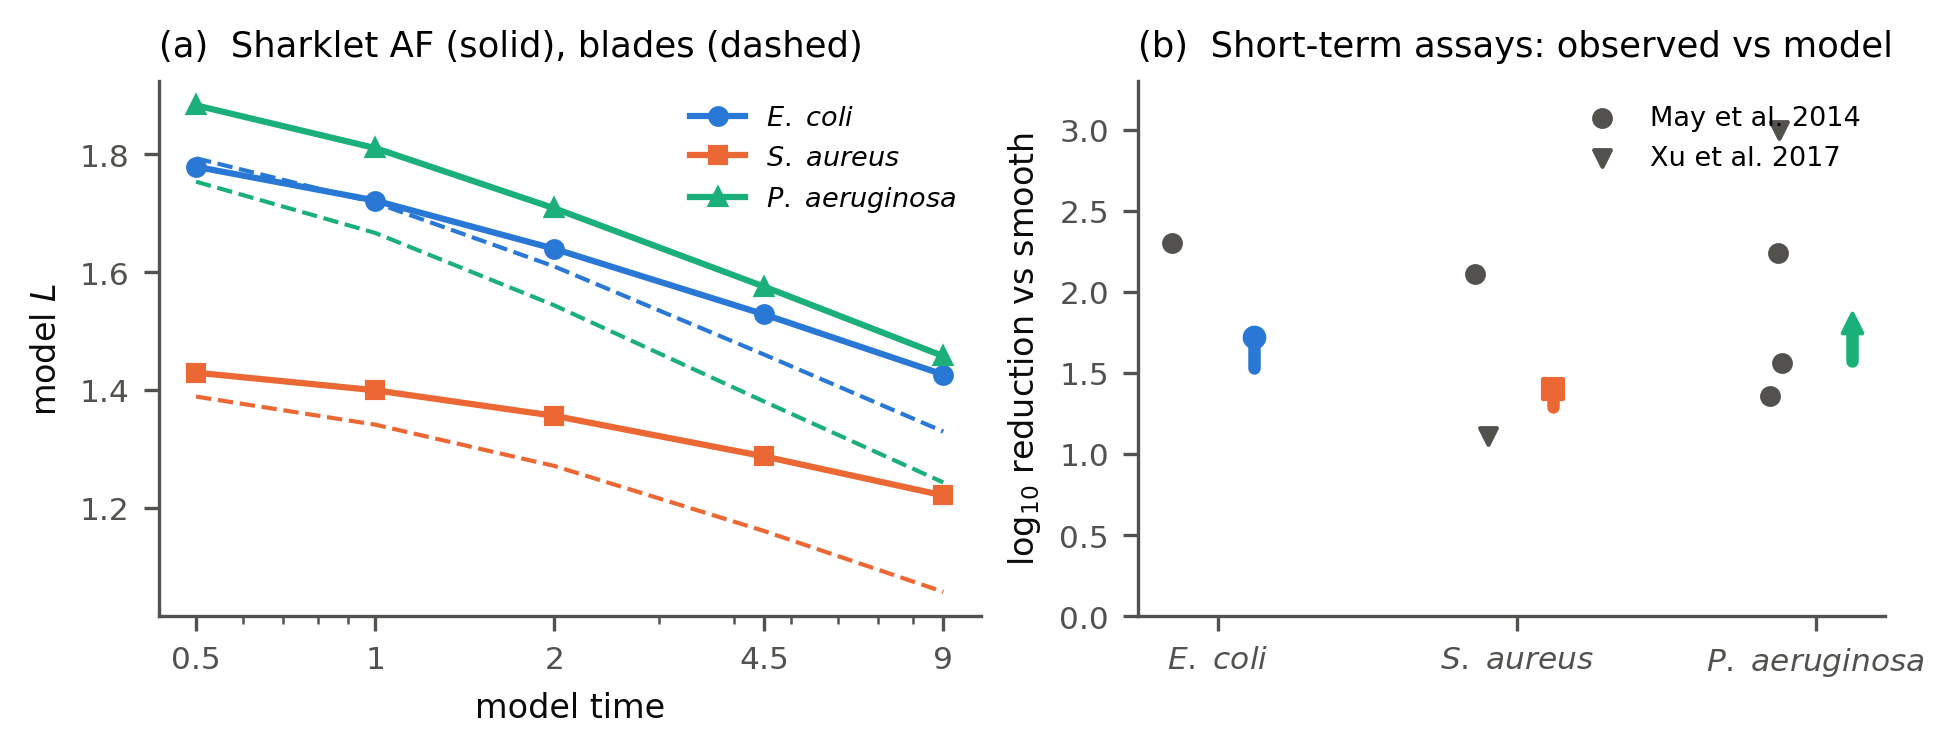 (a)  Sharklet AF (solid), blades (dashed)
E. coli
S. aureus
P. aeruginosa
model L
1.8
1.6
1.4
1.2
0.5 1 2 4.5 9
model time
(b)  Short-term assays: observed vs model
May et al. 2014
Xu et al. 2017
log₁₀ reduction vs smooth
3.0
2.5
2.0
1.5
1.0
0.5
0.0
E. coli S. aureus P. aeruginosa